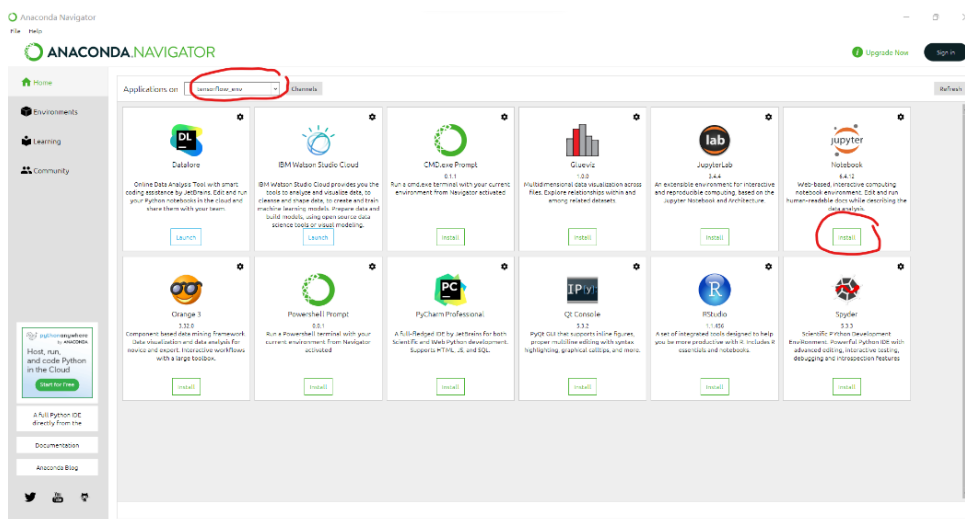 Anaconda Navigator
File Help
ANACONDA.NAVIGATOR
Upgrade Now
Sign in
Home
Environments
Learning
Community
Applications on
tensorflow_env
Channels
Refresh
DL
Datalore
Online Data Analysis Tool with smart
coding assistance by JetBrains. Edit and run
your Python notebooks in the cloud and
share them with your team.
Launch
IBM Watson Studio Cloud
IBM Watson Studio Cloud provides you the
tools to analyze and visualize data, to
cleanse and shape data, to create and train
machine learning models. Prepare data and
build models, using open source data
science tools or visual modeling.
Launch
CMD.exe Prompt
0.1.1
Run a cmd.exe terminal with your current
environment from Navigator activated
Install
Glueviz
1.0.0
Multidimensional data visualization across
files. Explore relationships within and
among related datasets.
Install
lab
JupyterLab
3.4.4
An extensible environment for interactive
and reproducible computing, based on the
Jupyter Notebook and Architecture.
Install
jupyter
Notebook
6.4.12
Web-based, interactive computing
notebook environment. Edit and run
human-readable docs while describing the
data analysis.
Install
Orange 3
3.32.0
Component based data mining framework.
Data visualization and data analysis for
novice and expert. Interactive workflows
with a large toolbox.
Install
Powershell Prompt
0.0.1
Run a Powershell terminal with your
current environment from Navigator
activated
Install
PC
PyCharm Professional
A full-fledged IDE by JetBrains for both
Scientific and Web Python development.
Supports HTML, JS, and SQL.
Install
IP[y]
Qt Console
5.3.2
PyQt GUI that supports inline figures,
proper multiline editing with syntax
highlighting, graphical calltips, and more.
Install
R
RStudio
1.1.456
A set of integrated tools designed to help
you be more productive with R. Includes R
essentials and notebooks.
Install
Spyder
Scientific Python Development
EnviRonment. Powerful Python IDE with
advanced editing, interactive testing,
debugging and introspection features
Install
pythonanywhere
by ANACONDA
Host, run,
and code Python
in the Cloud
Start for Free
A full Python IDE
directly from the
Documentation
Anaconda Blog